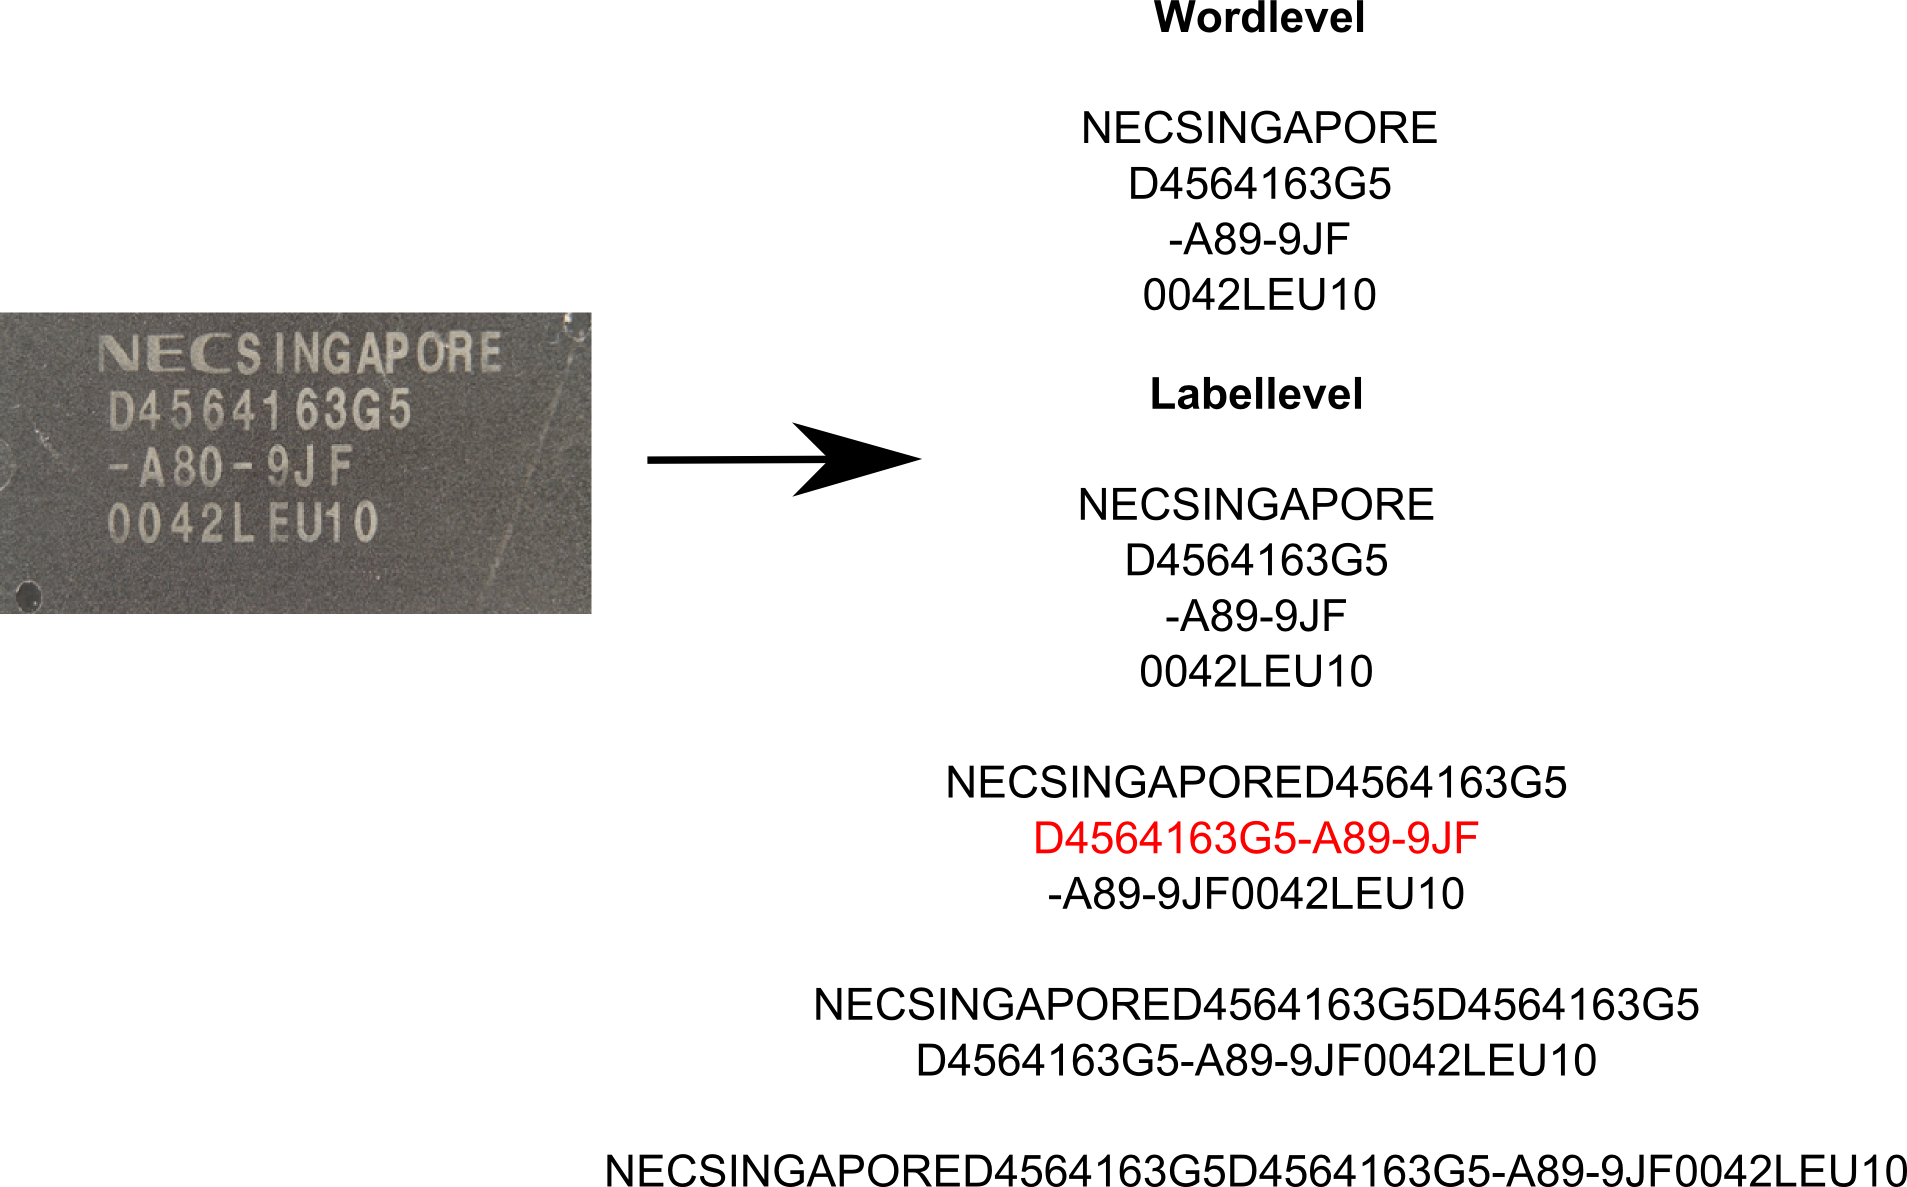 Wordlevel
NECSINGAPORE
D4564163G5
-A89-9JF
0042LEU10
NECSINGAPORE
D4564163G5
-A80-9JF
0042LEU10
Labellevel
NECSINGAPORE
D4564163G5
-A89-9JF
0042LEU10
NECSINGAPORED4564163G5
D4564163G5-A89-9JF
-A89-9JF0042LEU10
NECSINGAPORED4564163G5D4564163G5
D4564163G5-A89-9JF0042LEU10
NECSINGAPORED4564163G5D4564163G5-A89-9JF0042LEU10